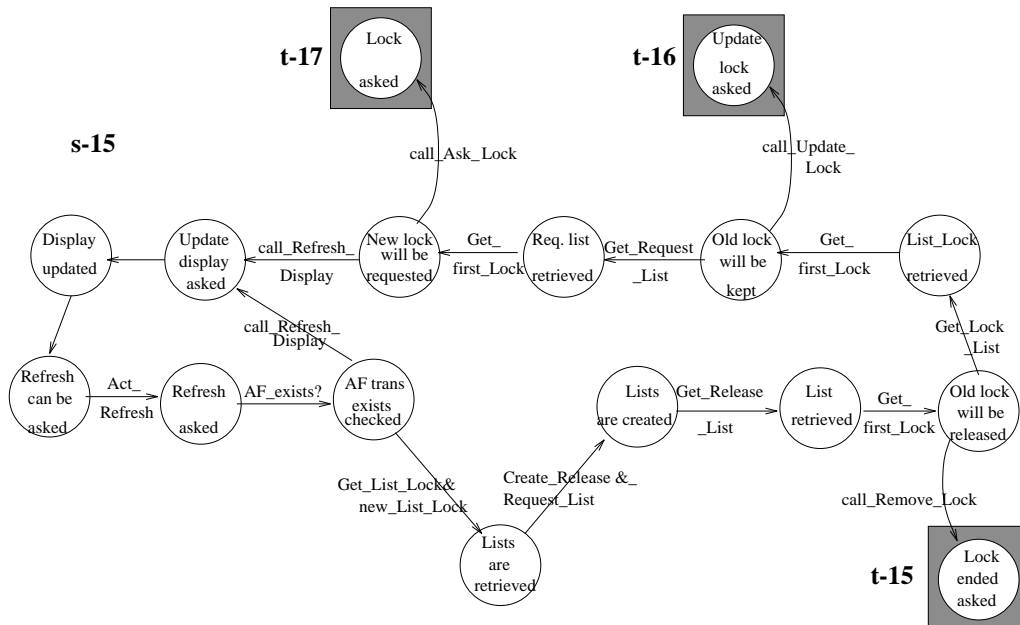 t-17
Lock
asked
t-16
Update
lock
asked
s-15
call_Ask_Lock
call_Update_
Lock
Display
updated
Update
display
asked
call_Refresh_
Display
New lock
will be
requested
Get_
first_Lock
Req. list
retrieved
Get_Request
_List
Old lock
will be
kept
Get_
first_Lock
List_Lock
retrieved
call_Refresh_
Display
Get_Lock
_List
Refresh
can be
asked
Act_
Refresh
Refresh
asked
AF_exists?
AF trans
exists
checked
Lists
are created
Get_Release
_List
List
retrieved
Get_
first_Lock
Old lock
will be
released
Get_List_Lock&
new_List_Lock
Create_Release &_
Request_List
call_Remove_Lock
Lists
are
retrieved
t-15
Lock
ended
asked